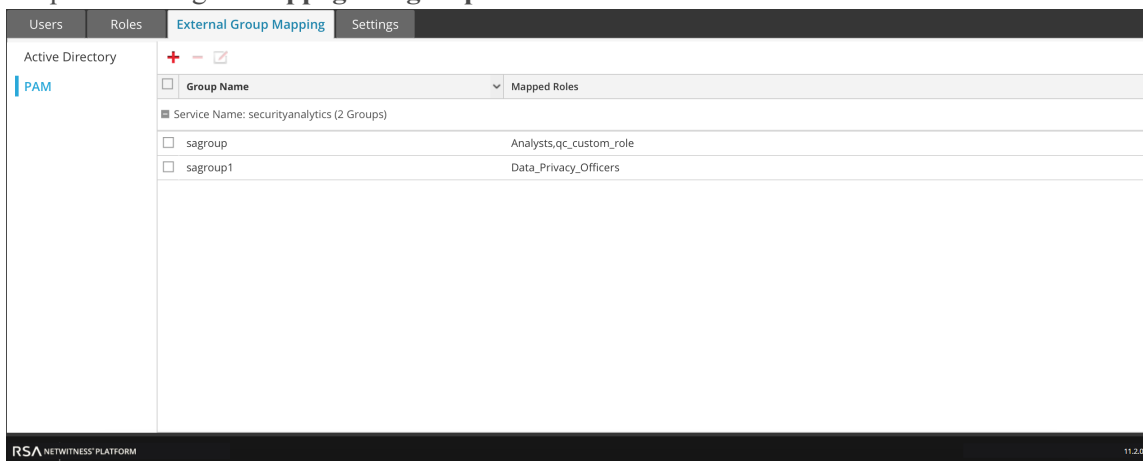 Users Roles External Group Mapping Settings
Active Directory
PAM
Group Name Mapped Roles
Service Name: securityanalytics (2 Groups)
sagroup Analysts,qc_custom_role
sagroup1 Data_Privacy_Officers
RSA NETWITNESS® PLATFORM 11.2.0